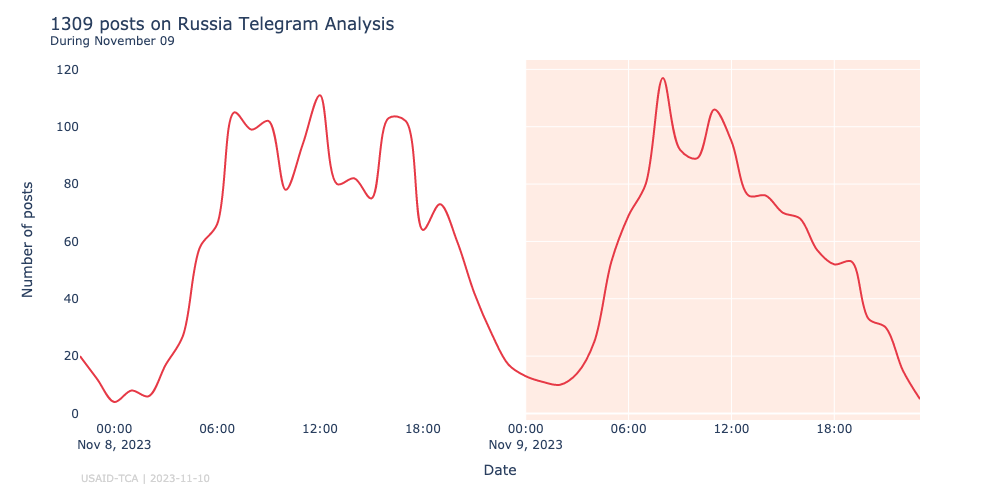 1309 posts on Russia Telegram Analysis
During November 09
120
100
80
60
40
20
0
Number of posts
00:00 06:00 12:00 18:00 00:00 06:00 12:00 18:00
Nov 8, 2023 Nov 9, 2023
Date
USAID-TCA | 2023-11-10